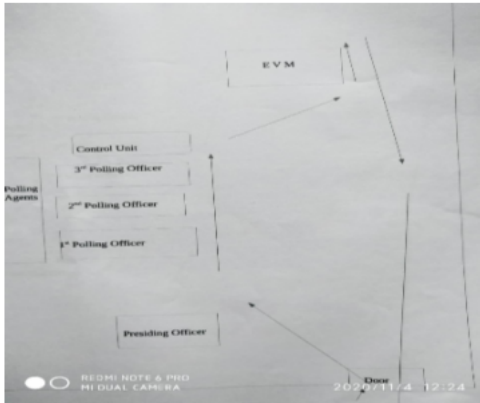 E V M
Control Unit
3rd Polling Officer
Polling
Agents
2nd Polling Officer
1st Polling Officer
Presiding Officer
Door
REDMI NOTE 6 PRO
MI DUAL CAMERA
2020/11/4 12:24